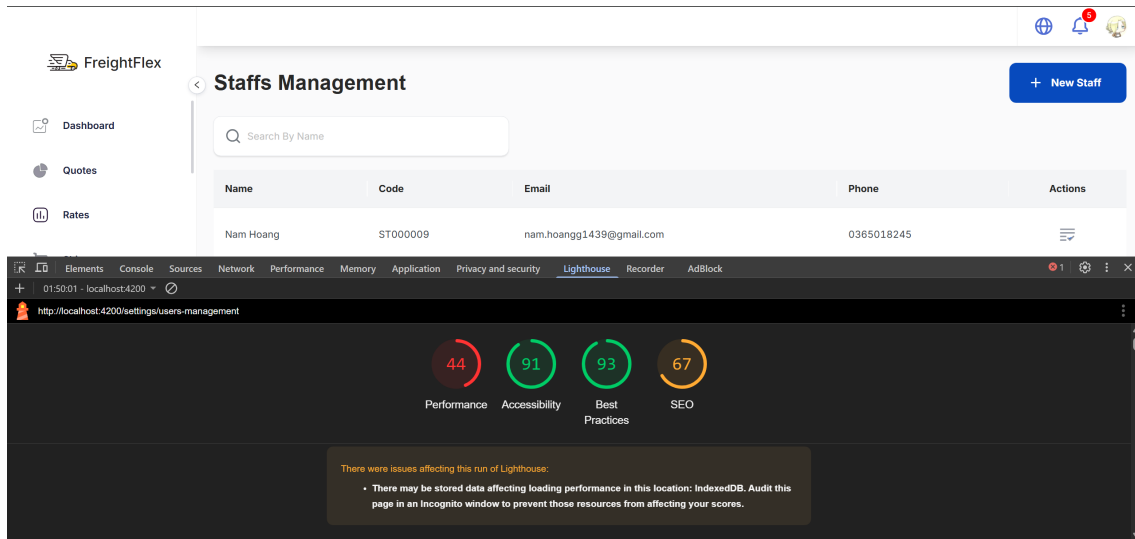 5
FreightFlex
Staffs Management
+ New Staff
Dashboard
Search By Name
Quotes
Name Code Email Phone Actions
Rates
Nam Hoang ST000009 nam.hoangg1439@gmail.com 0365018245
Elements Console Sources Network Performance Memory Application Privacy and security Lighthouse Recorder AdBlock 1
01:50:01 - localhost:4200
http://localhost:4200/settings/users-management
44 91 93 67
Performance Accessibility Best Practices SEO
There were issues affecting this run of Lighthouse:
• There may be stored data affecting loading performance in this location: IndexedDB. Audit this
page in an Incognito window to prevent those resources from affecting your scores.